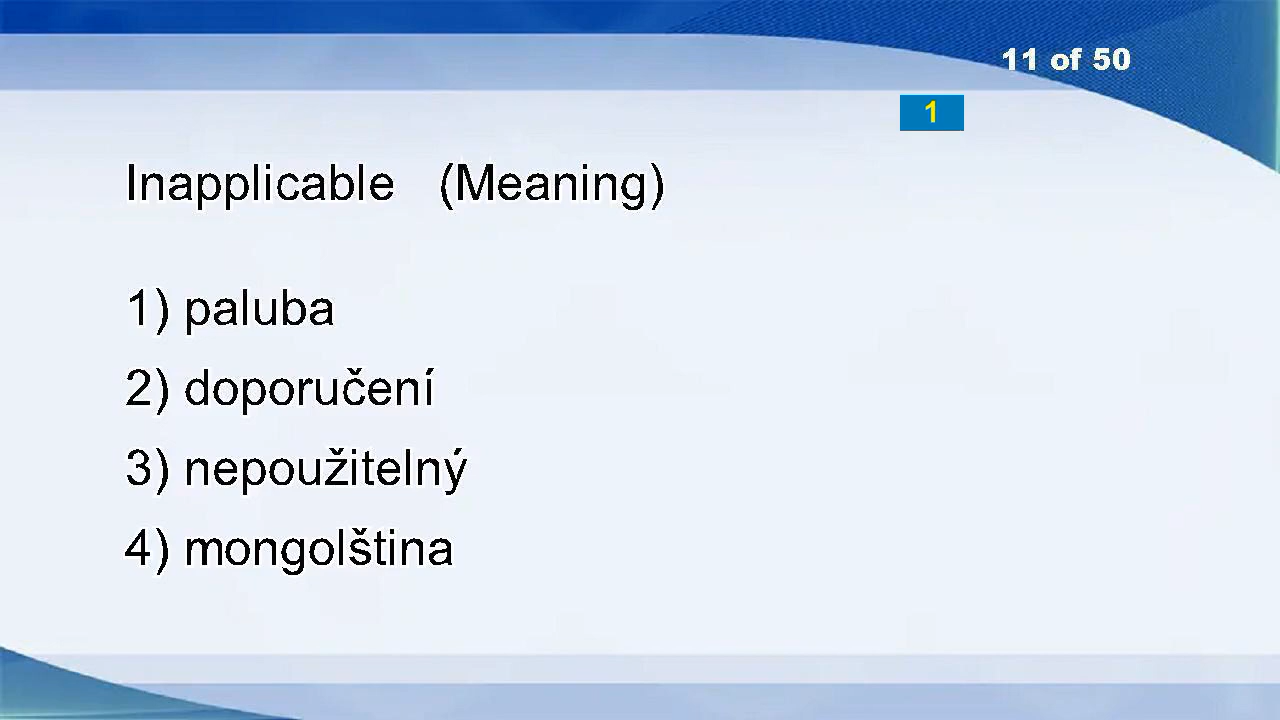 11 of 50
1
Inapplicable (Meaning)
1) paluba
2) doporučení
3) nepoužitelný
4) mongolština